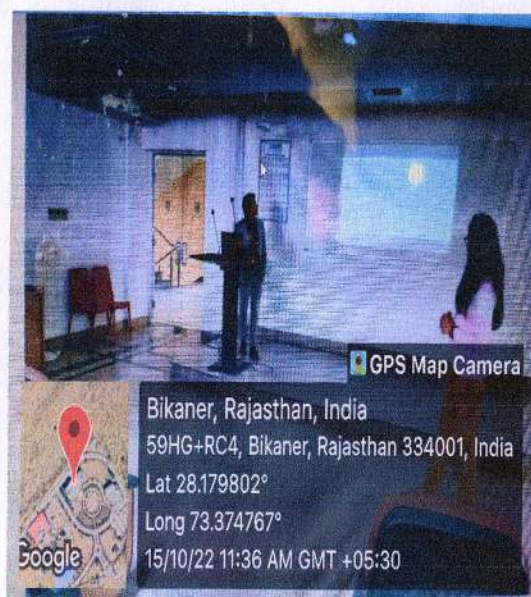 GPS Map Camera
Bikaner, Rajasthan, India
59HG+RC4, Bikaner, Rajasthan 334001, India
Lat 28.179802°
Long 73.374767°
15/10/22 11:36 AM GMT +05:30
Google